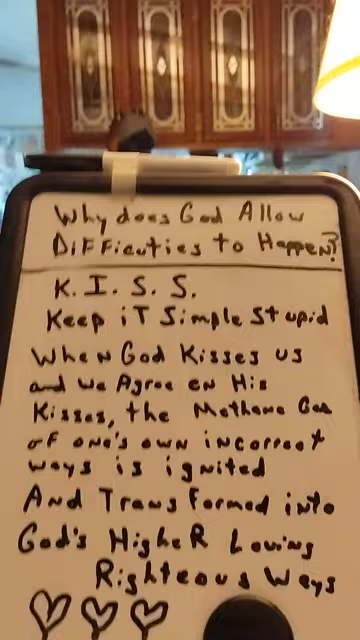 Why does God Allow
Difficuties to Happen?
K. I. S. S.
Keep iT Simple Stupid
When God Kisses us
and we Agree en His
Kisses, the Methane Gas
of one's own incorrect
ways is ignited
And Transformed into
God's Higher Loving
Righteous Ways